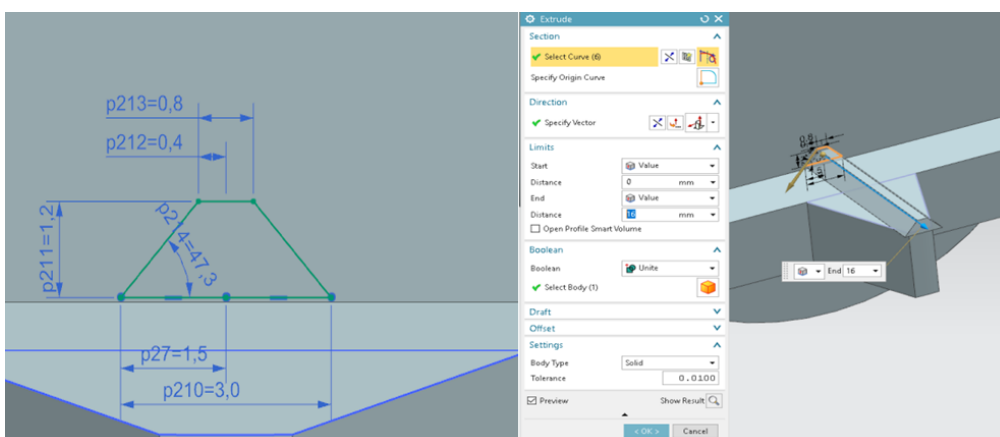 p213=0,8
p212=0,4
p211=1,2
p214=47,3
p27=1,5
p210=3,0
Extrude
Section
Select Curve (6)
Specify Origin Curve
Direction
Specify Vector
Limits
Start Value
Distance 0 mm
End Value
Distance 16 mm
Open Profile Smart Volume
Boolean
Boolean Unite
Select Body (1)
Draft
Offset
Settings
Body Type Solid
Tolerance 0.0100
Preview Show Result
< OK > Cancel
End 16